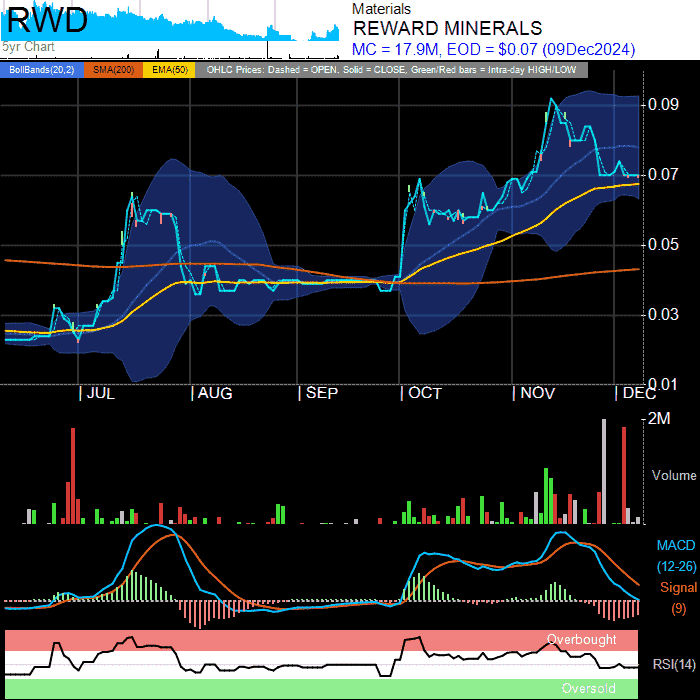 RWD
5yr Chart
Materials
REWARD MINERALS
MC = 17.9M, EOD = $0.07 (09Dec2024)
BollBands(20,2) SMA(200) EMA(50) OHLC Prices: Dashed = OPEN, Solid = CLOSE, Green/Red bars = Intra-day HIGH/LOW
0.09
0.07
0.05
0.03
0.01
JUL AUG SEP OCT NOV DEC
2M
Volume
MACD
(12-26)
Signal
(9)
Overbought
RSI(14)
Oversold